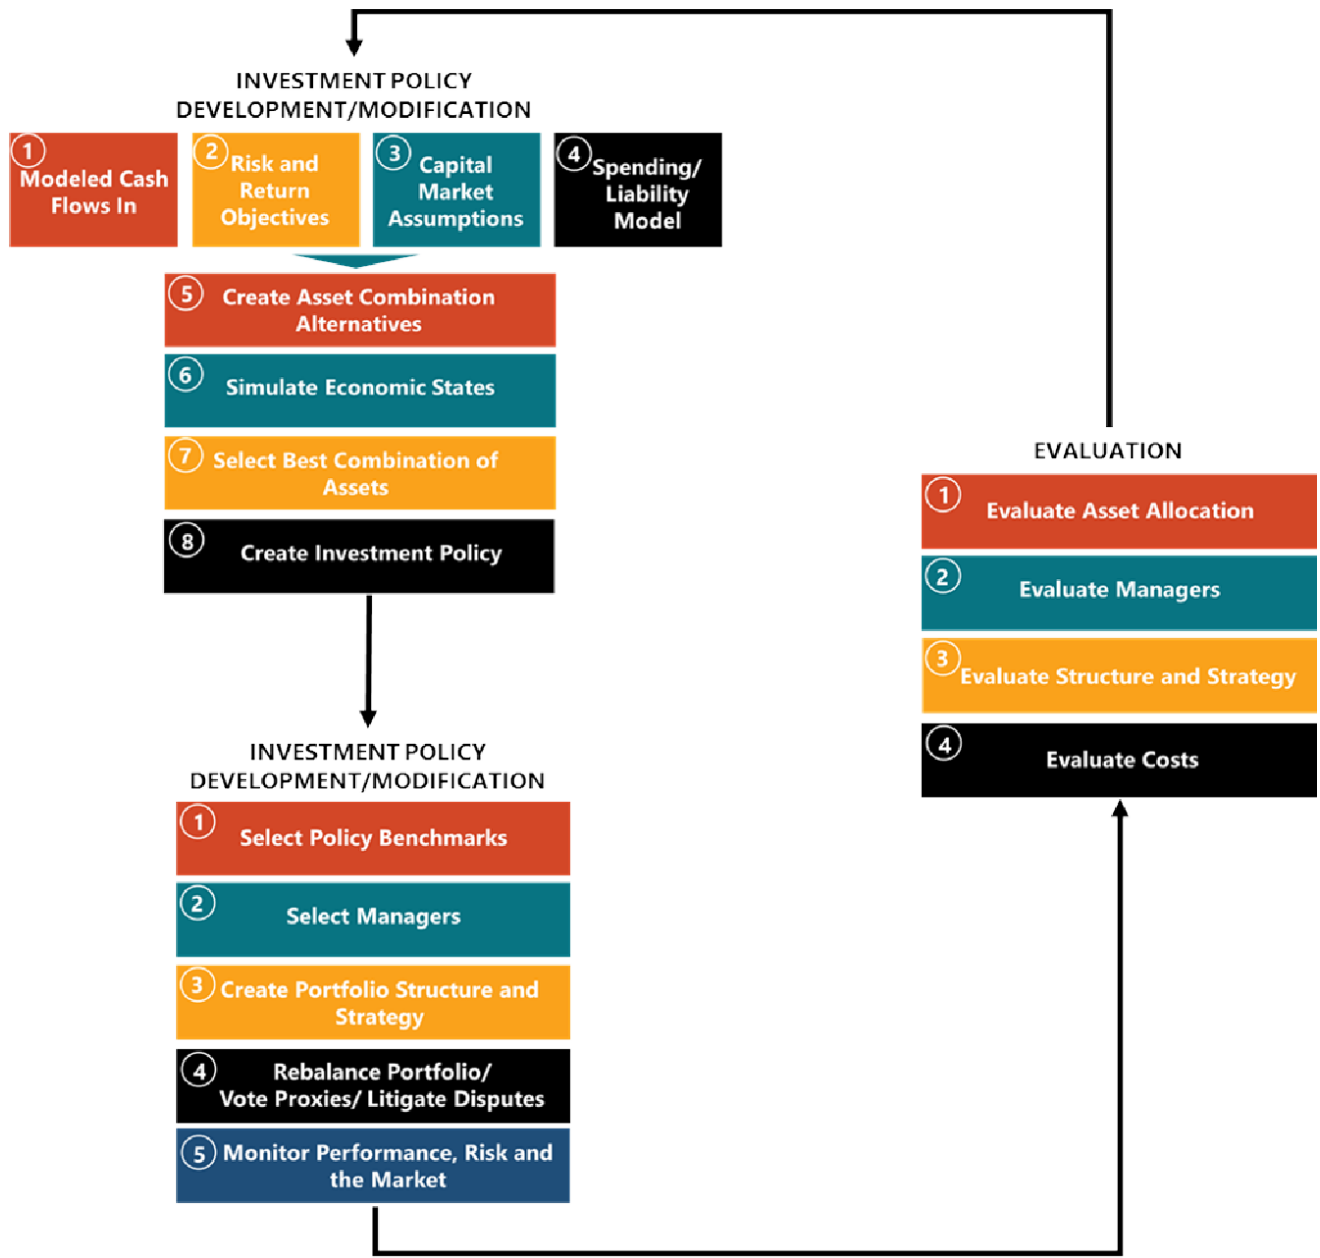 INVESTMENT POLICY
DEVELOPMENT/MODIFICATION
1
Modeled Cash
Flows In
2
Risk and
Return
Objectives
3
Capital
Market
Assumptions
4
Spending/
Liability
Model
5
Create Asset Combination
Alternatives
6
Simulate Economic States
7
Select Best Combination of
Assets
8
Create Investment Policy
INVESTMENT POLICY
DEVELOPMENT/MODIFICATION
1
Select Policy Benchmarks
2
Select Managers
3
Create Portfolio Structure and
Strategy
4
Rebalance Portfolio/
Vote Proxies/ Litigate Disputes
5
Monitor Performance, Risk and
the Market
EVALUATION
1
Evaluate Asset Allocation
2
Evaluate Managers
3
Evaluate Structure and Strategy
4
Evaluate Costs